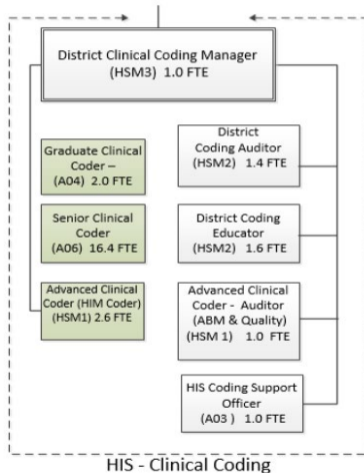 District Clinical Coding Manager
(HSM3) 1.0 FTE
Graduate Clinical
Coder –
(A04) 2.0 FTE
Senior Clinical
Coder
(A06) 16.4 FTE
Advanced Clinical
Coder (HIM Coder)
(HSM1) 2.6 FTE
District
Coding Auditor
(HSM2) 1.4 FTE
District Coding
Educator
(HSM2) 1.6 FTE
Advanced Clinical
Coder - Auditor
(ABM & Quality)
(HSM 1) 1.0 FTE
HIS Coding Support
Officer
(A03 ) 1.0 FTE
HIS - Clinical Coding